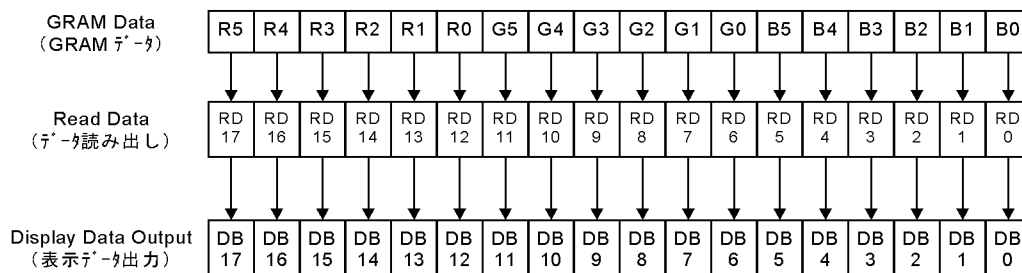 GRAM Data
（GRAM ﾃﾞｰﾀ）
R5 R4 R3 R2 R1 R0 G5 G4 G3 G2 G1 G0 B5 B4 B3 B2 B1 B0
Read Data
（ﾃﾞｰﾀ読み出し）
RD RD RD RD RD RD RD RD RD RD RD RD RD RD RD RD RD RD
17 16 15 14 13 12 11 10 9 8 7 6 5 4 3 2 1 0
Display Data Output
（表示ﾃﾞｰﾀ出力）
DB DB DB DB DB DB DB DB DB DB DB DB DB DB DB DB DB DB
17 16 15 14 13 12 11 10 9 8 7 6 5 4 3 2 1 0